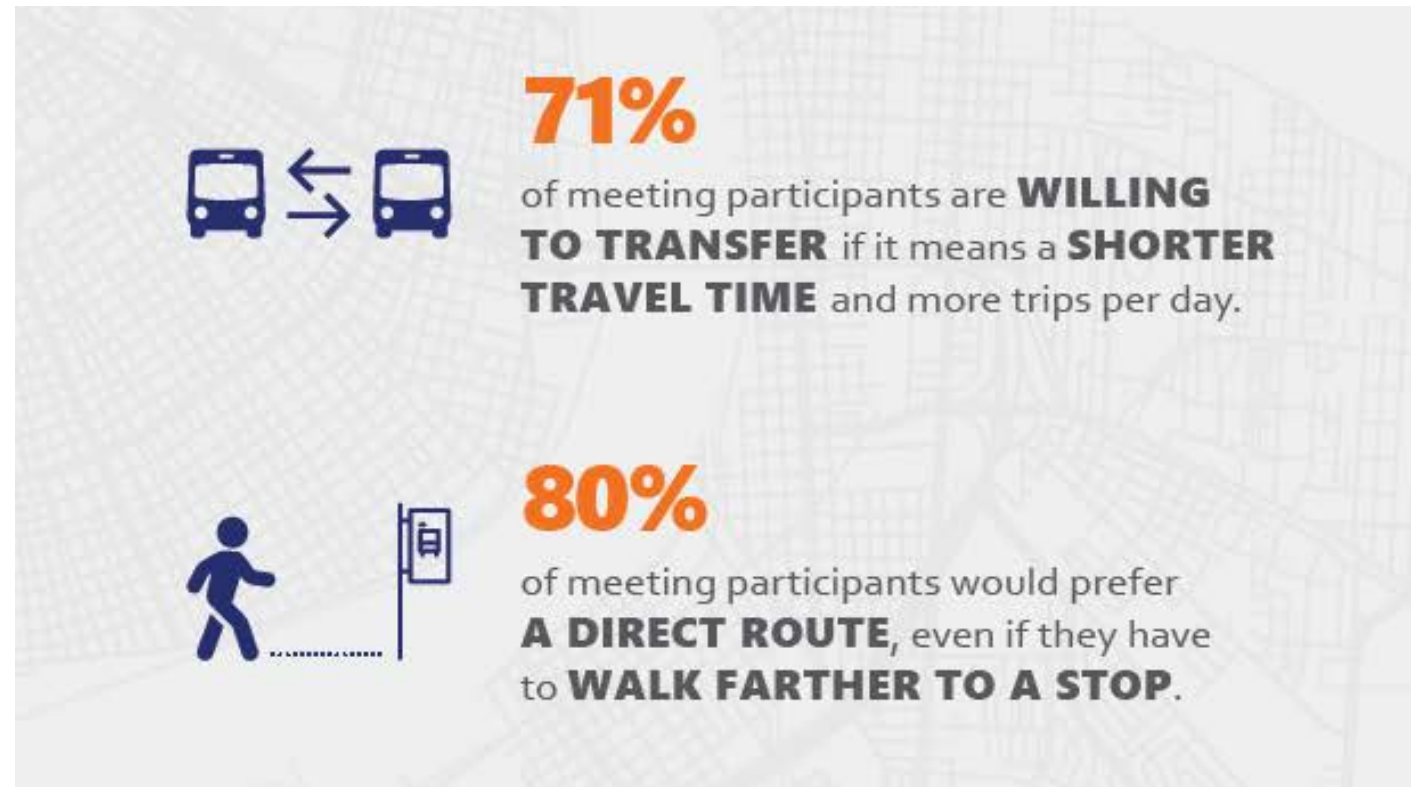 71%
of meeting participants are WILLING
TO TRANSFER if it means a SHORTER
TRAVEL TIME and more trips per day.
80%
of meeting participants would prefer
A DIRECT ROUTE, even if they have
to WALK FARTHER TO A STOP.